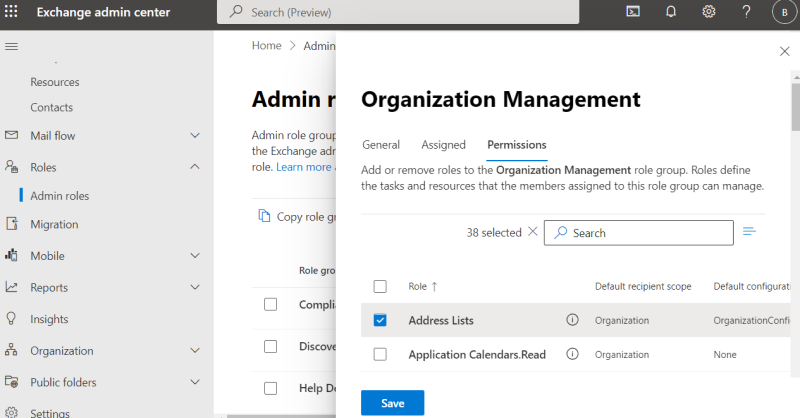 Exchange admin center
Search (Preview)
?
B
Resources
Contacts
Mail flow
Roles
Admin roles
Migration
Mobile
Reports
Insights
Organization
Public folders
Settings
Home > Admin
Admin r
Admin role group
the Exchange adm
role. Learn more a
Copy role gr
Role grou
Complia
Discove
Help De
Organization Management
General Assigned Permissions
Add or remove roles to the Organization Management role group. Roles define
the tasks and resources that the members assigned to this role group can manage.
38 selected Search
Role ↑ Default recipient scope Default configurati
Address Lists Organization OrganizationConfi
Application Calendars.Read Organization None
Save